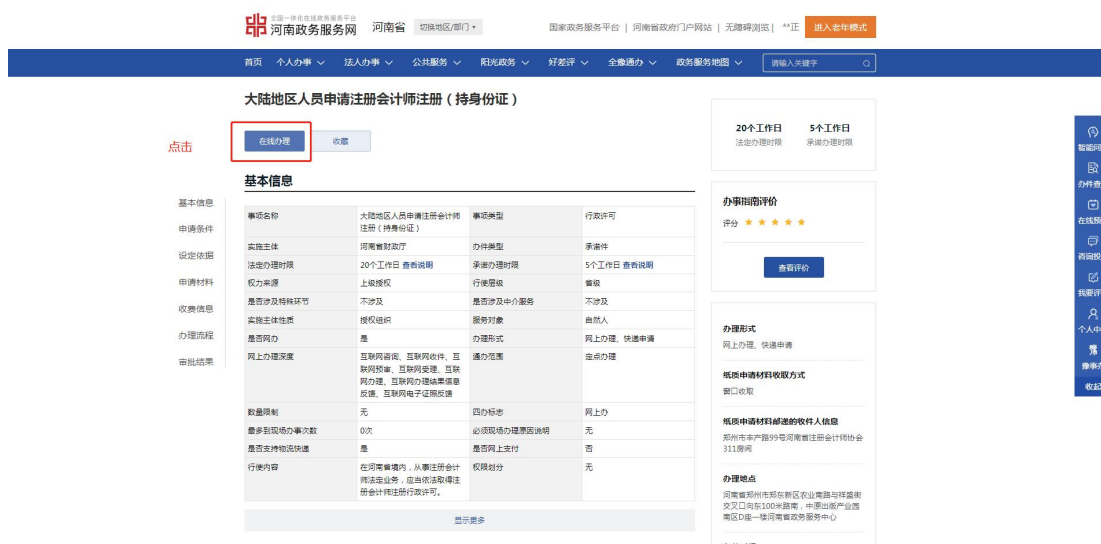 全国一体化在线政务服务平台
河南政务服务网
河南省
切换地区/部门
国家政务服务平台 | 河南省政府门户网站 | 无障碍浏览 | **正
进入老年模式
首页 个人办事 法人办事 公共服务 阳光政务 好差评 全豫通办 政务服务地图 请输入关键字
大陆地区人员申请注册会计师注册（持身份证）
点击
在线办理 收藏
20个工作日 5个工作日
法定办理时限 承诺办理时限
基本信息
基本信息
申请条件
设定依据
申请材料
收费信息
办理流程
审批结果
事项名称 大陆地区人员申请注册会计师 事项类型 行政许可
注册（持身份证）
实施主体 河南省财政厅 办件类型 承诺件
法定办理时限 20个工作日 查看说明 承诺办理时限 5个工作日 查看说明
权力来源 上级授权 行使层级 省级
是否涉及特殊环节 不涉及 是否涉及中介服务 不涉及
实施主体性质 授权组织 服务对象 自然人
是否网办 是 办理形式 网上办理、快递申请
网上办理深度 互联网咨询、互联网收件、互 通办范围 定点办理
联网预审、互联网受理、互联
网办理、互联网办理结果信息
反馈、互联网电子证照反馈
数量限制 无 四办标志 网上办
最多到现场办事次数 0次 必须现场办理原因说明 无
是否支持物流快递 是 是否网上支付 否
行使内容 在河南省境内，从事注册会计 权限划分 无
师法定业务，应当依法取得注
册会计师注册行政许可。
显示更多
办事指南评价
评分
查看评价
办理形式
网上办理、快递申请
纸质申请材料收取方式
窗口收取
纸质申请材料邮递的收件人信息
郑州市丰产路99号河南省注册会计师协会
311房间
办理地点
河南省郑州市郑东新区农业南路与祥盛街
交叉口向东100米路南，中原出版产业园
南区D座一楼河南省政务服务中心
智能问
办件查
在线预
咨询投
我要评
个人中
豫事办
收起